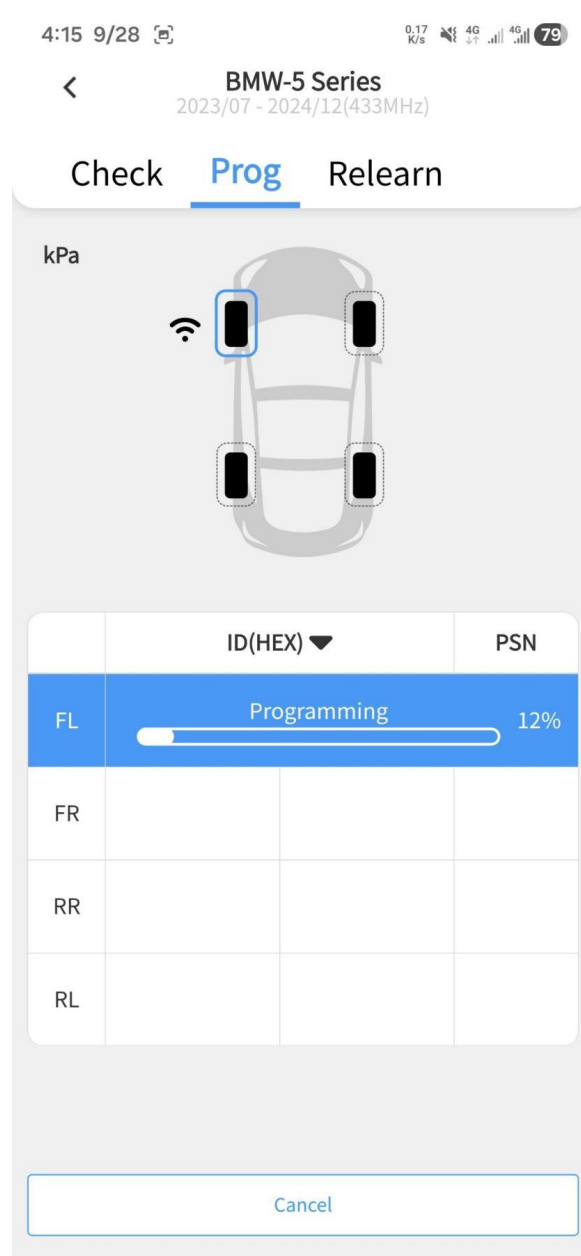 4:15 9/28 0.17 K/s 4G 4G 79
BMW-5 Series
2023/07 - 2024/12(433MHz)
Check Prog Relearn
kPa
ID(HEX) PSN
FL Programming 12%
FR
RR
RL
Cancel